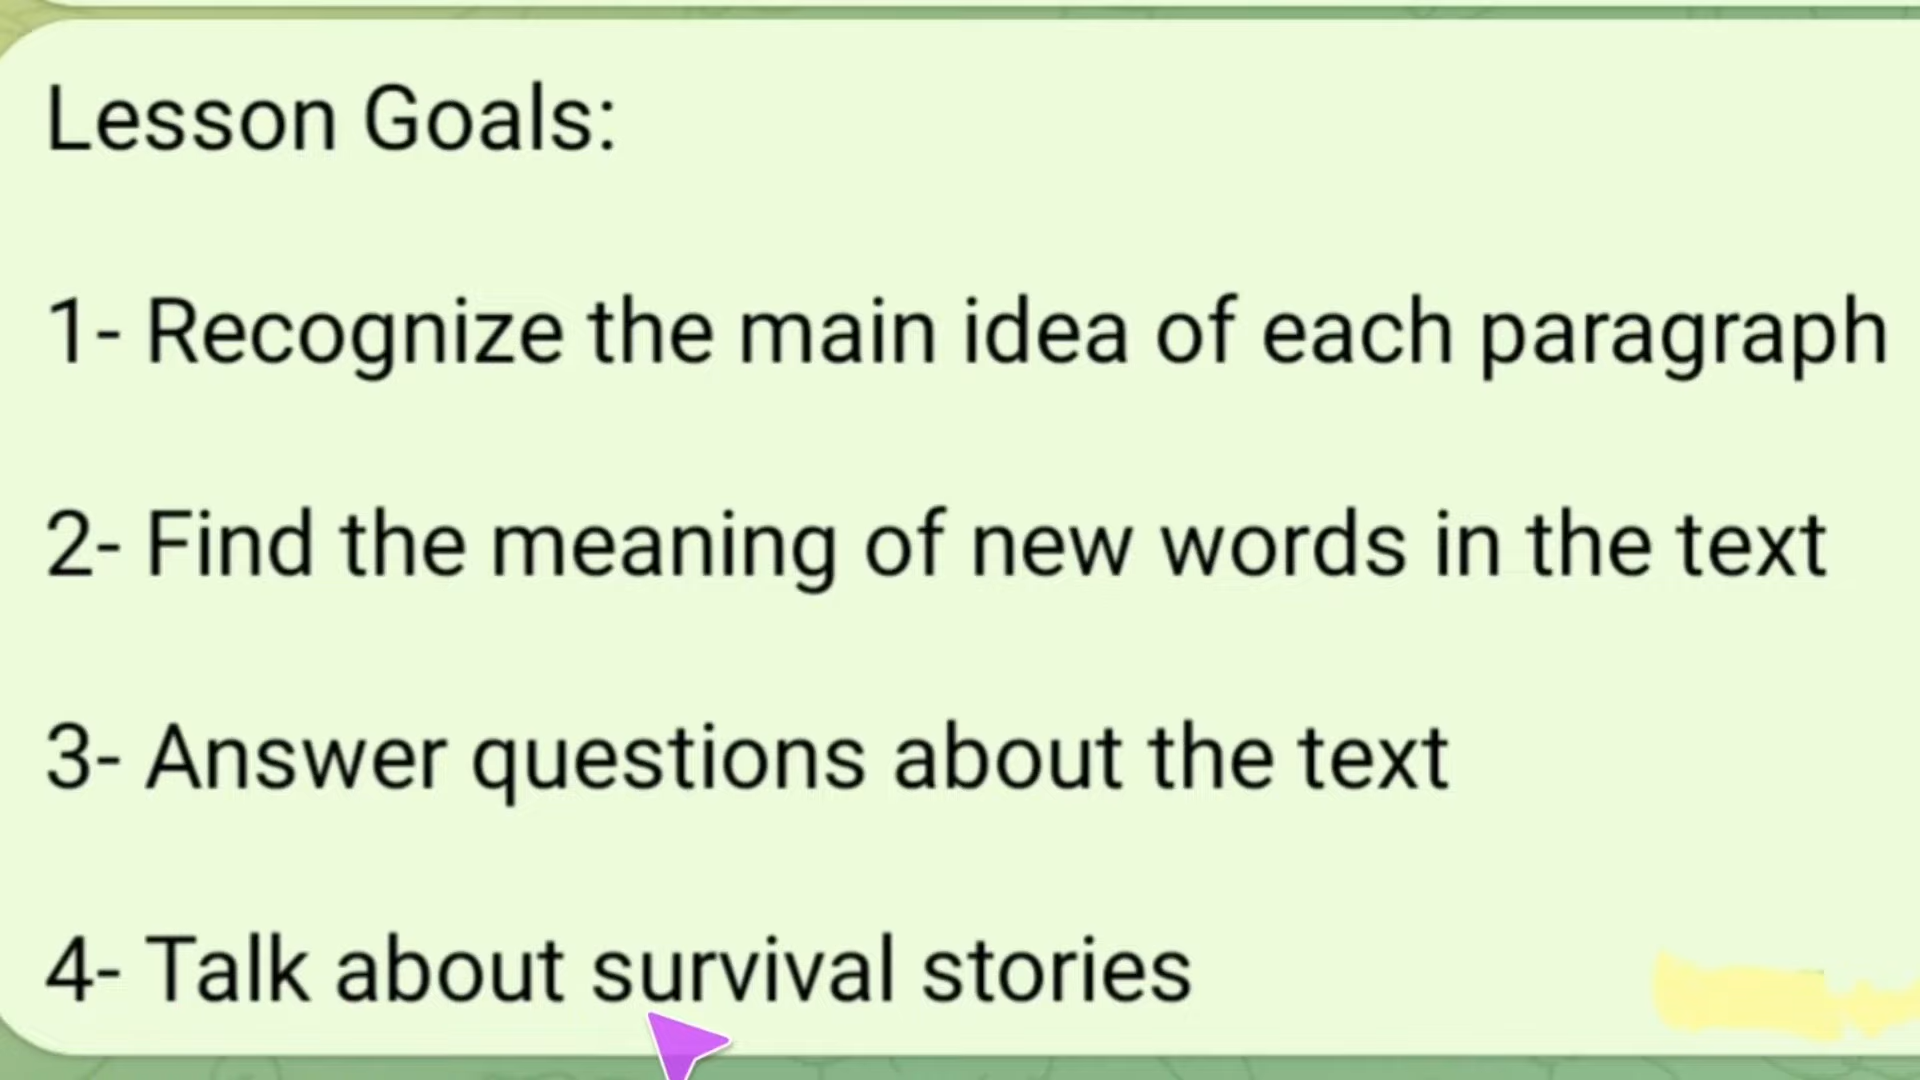 Lesson Goals:
1- Recognize the main idea of each paragraph
2- Find the meaning of new words in the text
3- Answer questions about the text
4- Talk about survival stories